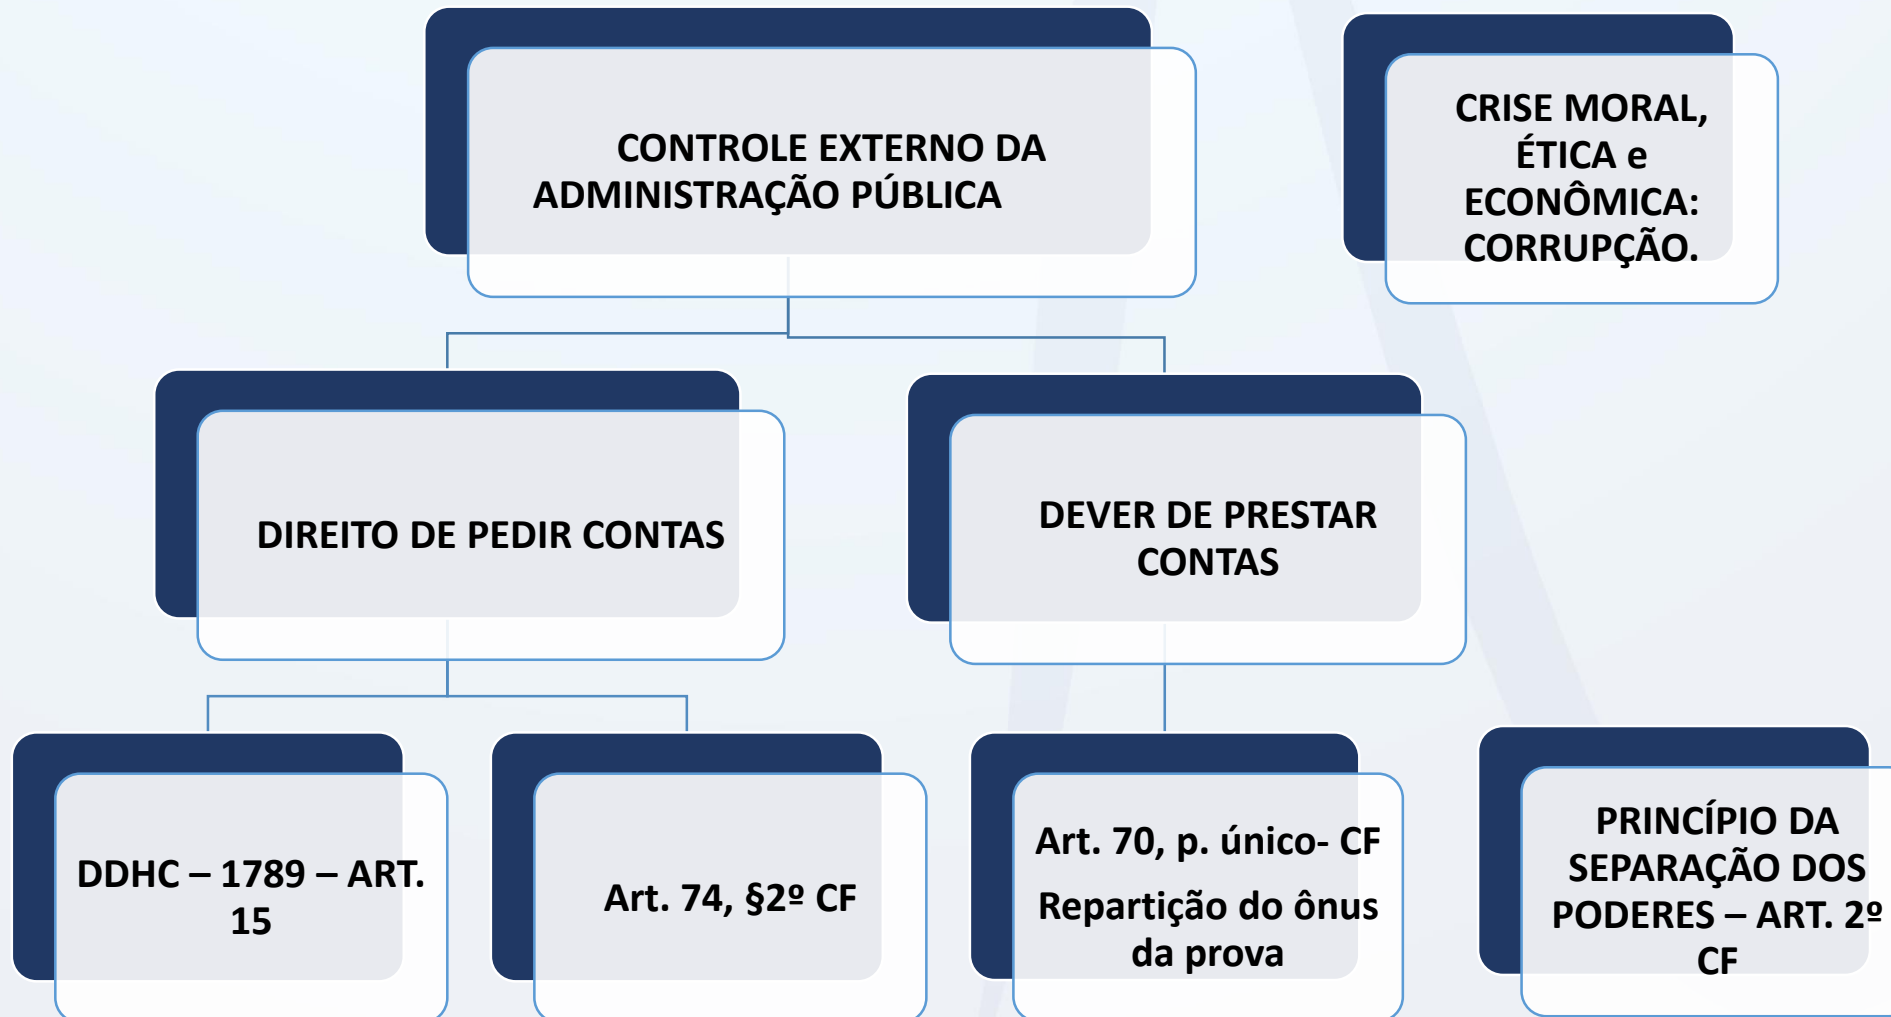 CONTROLE EXTERNO DA
ADMINISTRAÇÃO PÚBLICA
CRISE MORAL,
ÉTICA e
ECONÔMICA:
CORRUPÇÃO.
DIREITO DE PEDIR CONTAS
DEVER DE PRESTAR
CONTAS
DDHC – 1789 – ART.
15
Art. 74, §2º CF
Art. 70, p. único- CF
Repartição do ônus
da prova
PRINCÍPIO DA
SEPARAÇÃO DOS
PODERES – ART. 2º
CF